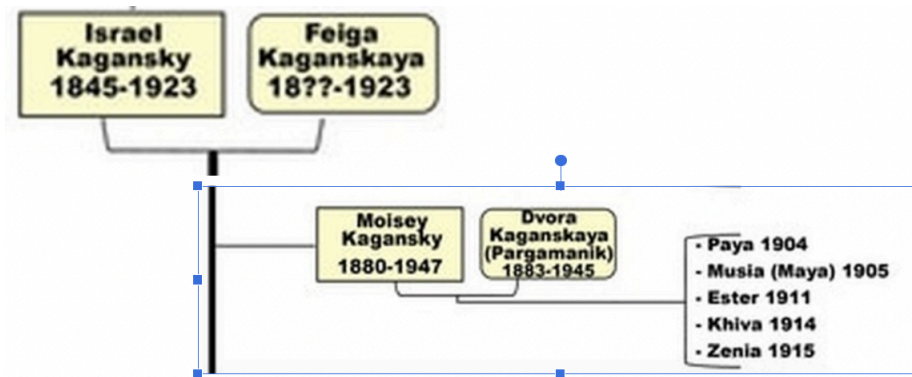 Israel
Kagansky
1845-1923
Feiga
Kaganskaya
18??-1923
Moisey
Kagansky
1880-1947
Dvora
Kaganskaya
(Pargamanik)
1883-1945
- Paya 1904
- Musia (Maya) 1905
- Ester 1911
- Khiva 1914
- Zenia 1915